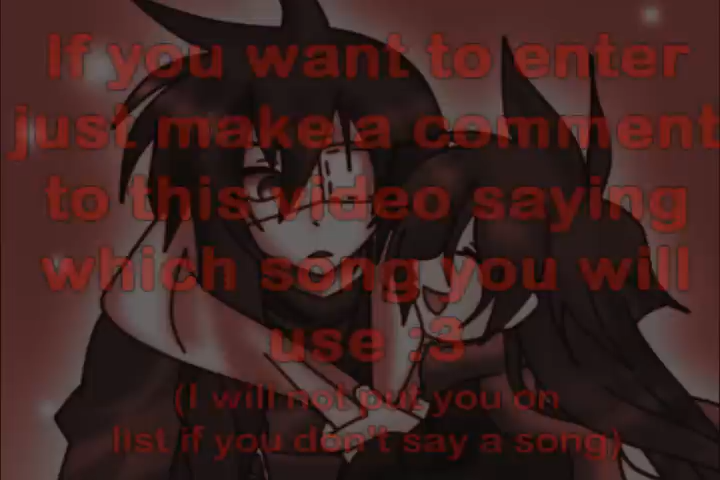 If you want to enter
just make a comment
to this video saying
which song you will
use :3
(I will not put you on
list if you don't say a song)